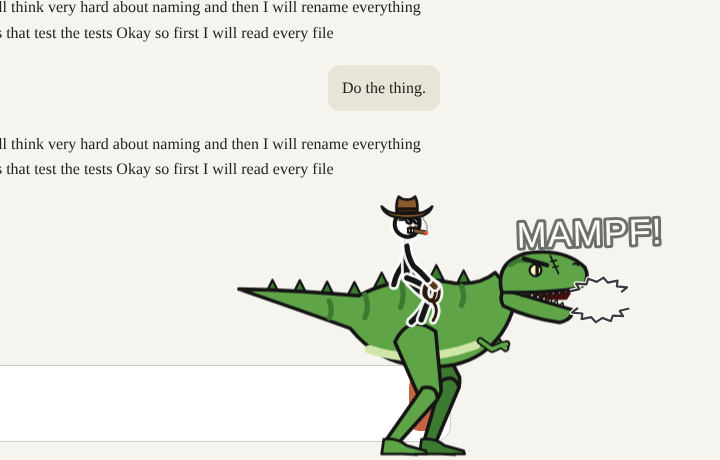 ll think very hard about naming and then I will rename everything
s that test the tests Okay so first I will read every file
Do the thing.
ll think very hard about naming and then I will rename everything
s that test the tests Okay so first I will read every file
MAMPF!